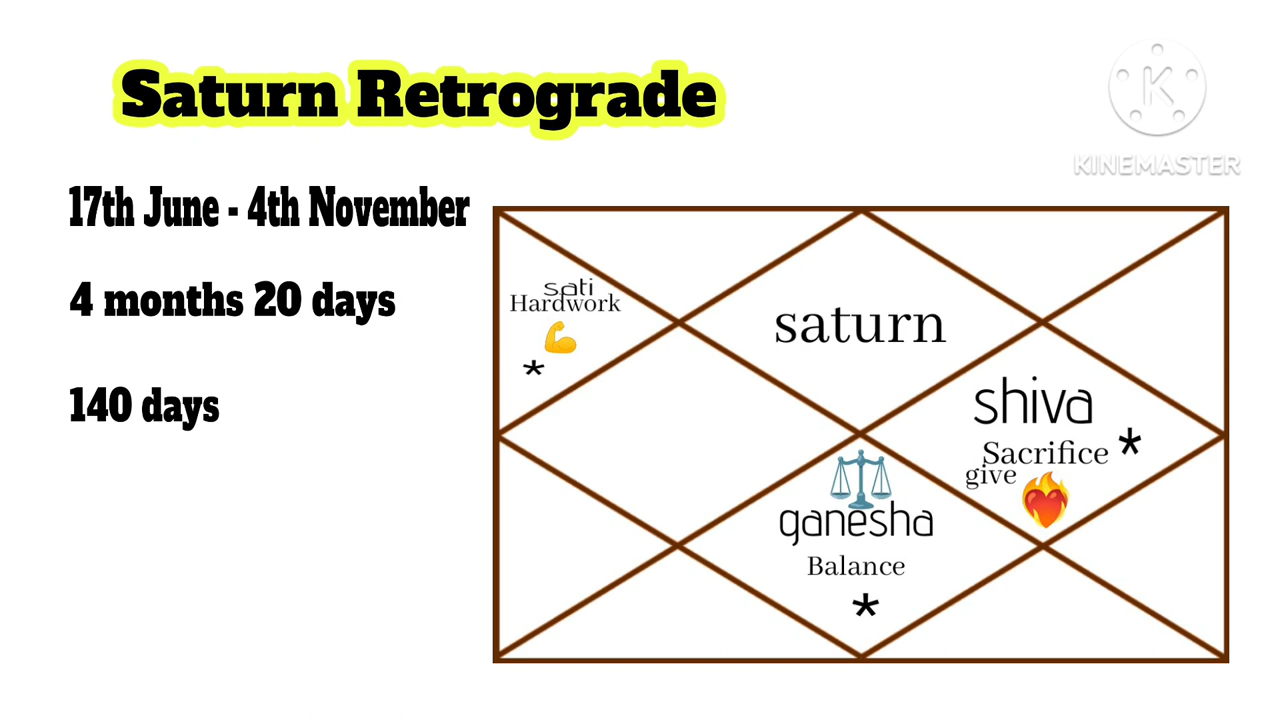 Saturn Retrograde
K
KINEMASTER
17th June - 4th November
4 months 20 days
140 days
sati
Hardwork
*
saturn
shiva
Sacrifice *
give
ganesha
Balance
*